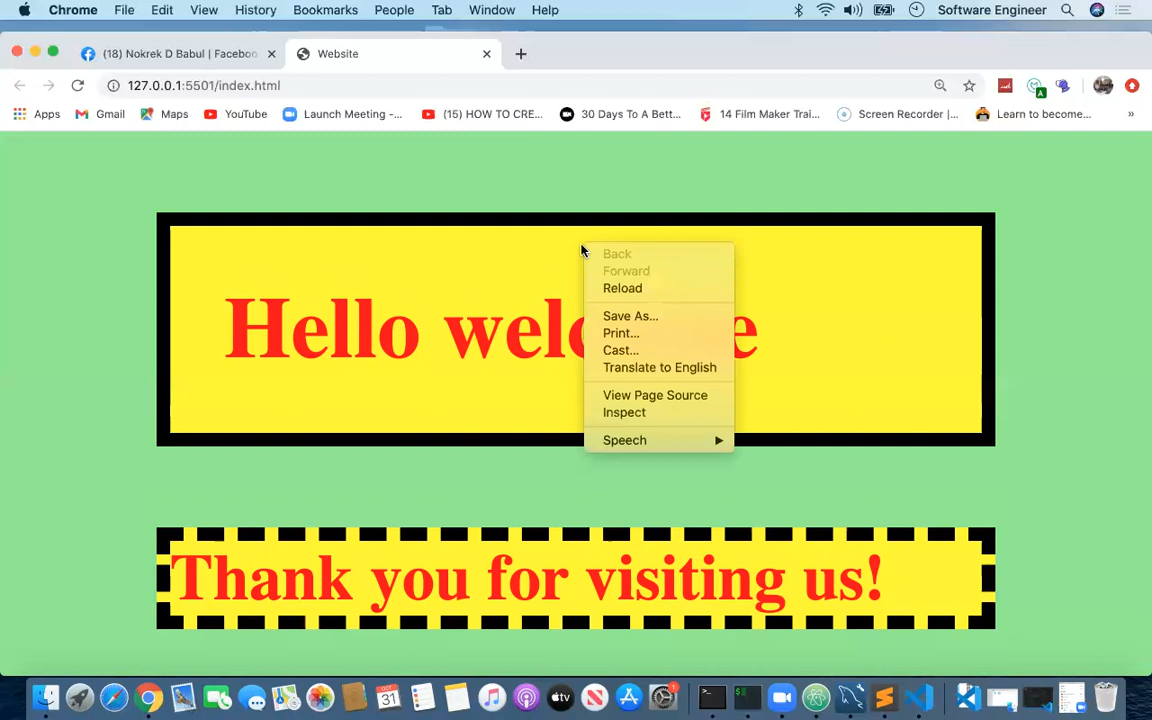 Chrome File Edit View History Bookmarks People Tab Window Help Software Engineer
(18) Nokrek D Babul | Faceboo Website
127.0.0.1:5501/index.html
Apps Gmail Maps YouTube Launch Meeting -... (15) HOW TO CRE... 30 Days To A Bett... 14 Film Maker Trai... Screen Recorder |... Learn to become... »
Back
Forward
Reload
Save As...
Print...
Cast...
Translate to English
View Page Source
Inspect
Speech
Hello welc e
Thank you for visiting us!
OCT
31
tv